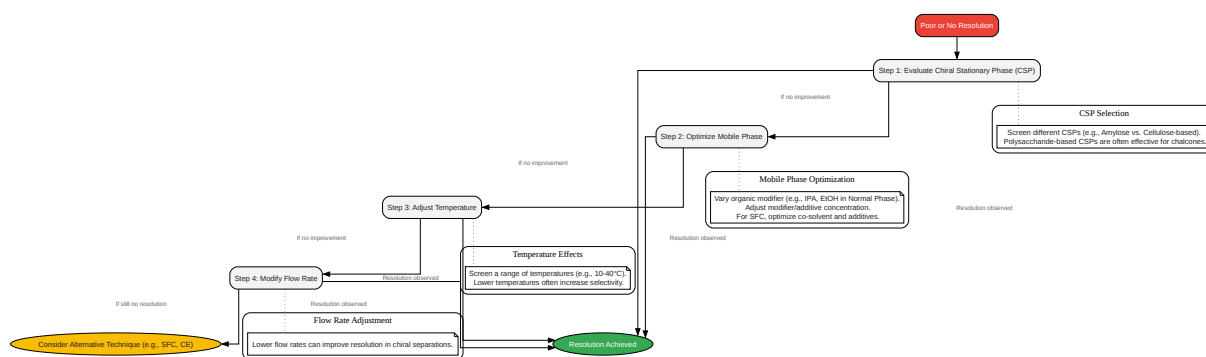 Poor or No Resolution
Step 1: Evaluate Chiral Stationary Phase (CSP)
If no improvement
CSP Selection
Screen different CSPs (e.g., Amylose vs. Cellulose-based).
Polysaccharide-based CSPs are often effective for chalcones.
Step 2: Optimize Mobile Phase
If no improvement
Mobile Phase Optimization
Vary organic modifier (e.g., IPA, EtOH in Normal Phase).
Adjust modifier/additive concentration.
For SFC, optimize co-solvent and additives.
Resolution observed
Step 3: Adjust Temperature
If no improvement
Resolution observed
Temperature Effects
Screen a range of temperatures (e.g., 10-40°C).
Lower temperatures often increase selectivity.
Step 4: Modify Flow Rate
Resolution observed
If still no resolution
Resolution observed
Flow Rate Adjustment
Lower flow rates can improve resolution in chiral separations.
Consider Alternative Technique (e.g., SFC, CE)
Resolution Achieved